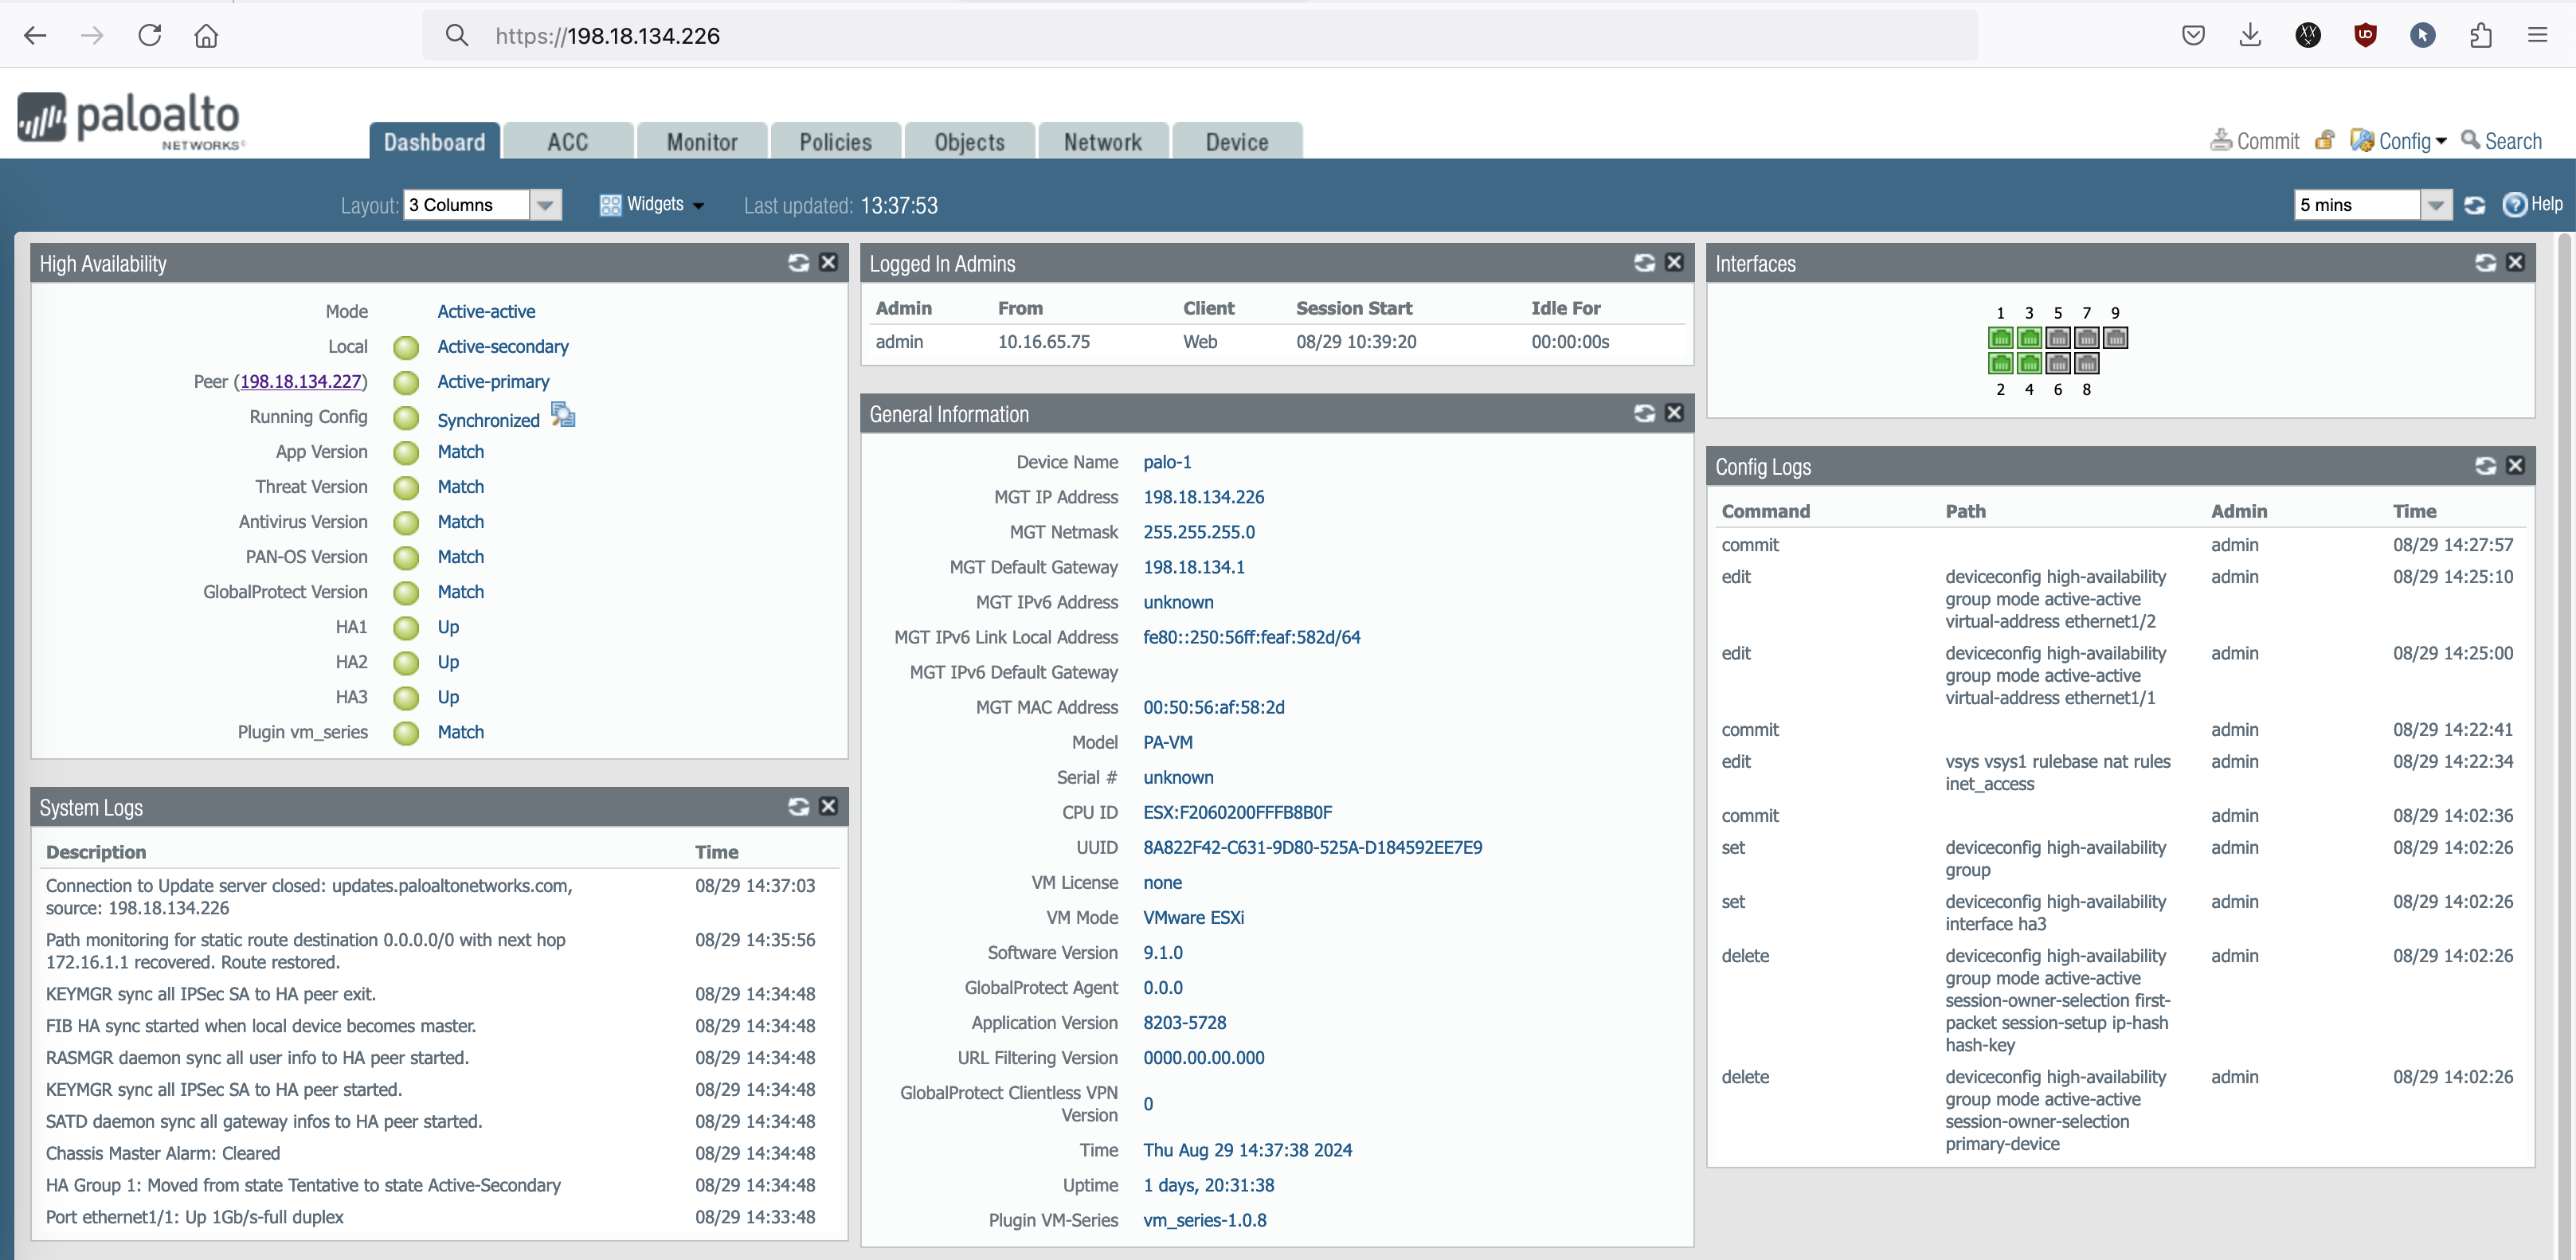 https://198.18.134.226
paloalto
NETWORKS®
Dashboard ACC Monitor Policies Objects Network Device
Commit Config Search
Layout: 3 Columns Widgets Last updated: 13:37:53 5 mins Help
High Availability
Mode Active-active
Local Active-secondary
Peer (198.18.134.227) Active-primary
Running Config Synchronized
App Version Match
Threat Version Match
Antivirus Version Match
PAN-OS Version Match
GlobalProtect Version Match
HA1 Up
HA2 Up
HA3 Up
Plugin vm_series Match
System Logs
Description Time
Connection to Update server closed: updates.paloaltonetworks.com, 08/29 14:37:03
source: 198.18.134.226
Path monitoring for static route destination 0.0.0.0/0 with next hop 08/29 14:35:56
172.16.1.1 recovered. Route restored.
KEYMGR sync all IPSec SA to HA peer exit. 08/29 14:34:48
FIB HA sync started when local device becomes master. 08/29 14:34:48
RASMGR daemon sync all user info to HA peer started. 08/29 14:34:48
KEYMGR sync all IPSec SA to HA peer started. 08/29 14:34:48
SATD daemon sync all gateway infos to HA peer started. 08/29 14:34:48
Chassis Master Alarm: Cleared 08/29 14:34:48
HA Group 1: Moved from state Tentative to state Active-Secondary 08/29 14:34:48
Port ethernet1/1: Up 1Gb/s-full duplex 08/29 14:33:48
Logged In Admins
Admin From Client Session Start Idle For
admin 10.16.65.75 Web 08/29 10:39:20 00:00:00s
General Information
Device Name palo-1
MGT IP Address 198.18.134.226
MGT Netmask 255.255.255.0
MGT Default Gateway 198.18.134.1
MGT IPv6 Address unknown
MGT IPv6 Link Local Address fe80::250:56ff:feaf:582d/64
MGT IPv6 Default Gateway
MGT MAC Address 00:50:56:af:58:2d
Model PA-VM
Serial # unknown
CPU ID ESX:F2060200FFFB8B0F
UUID 8A822F42-C631-9D80-525A-D184592EE7E9
VM License none
VM Mode VMware ESXi
Software Version 9.1.0
GlobalProtect Agent 0.0.0
Application Version 8203-5728
URL Filtering Version 0000.00.00.000
GlobalProtect Clientless VPN
Version 0
Time Thu Aug 29 14:37:38 2024
Uptime 1 days, 20:31:38
Plugin VM-Series vm_series-1.0.8
Interfaces
1 3 5 7 9
2 4 6 8
Config Logs
Command Path Admin Time
commit admin 08/29 14:27:57
edit deviceconfig high-availability admin 08/29 14:25:10
group mode active-active
virtual-address ethernet1/2
edit deviceconfig high-availability admin 08/29 14:25:00
group mode active-active
virtual-address ethernet1/1
commit admin 08/29 14:22:41
edit vsys vsys1 rulebase nat rules admin 08/29 14:22:34
inet_access
commit admin 08/29 14:02:36
set deviceconfig high-availability admin 08/29 14:02:26
group
set deviceconfig high-availability admin 08/29 14:02:26
interface ha3
delete deviceconfig high-availability admin 08/29 14:02:26
group mode active-active
session-owner-selection first-
packet session-setup ip-hash
hash-key
delete deviceconfig high-availability admin 08/29 14:02:26
group mode active-active
session-owner-selection
primary-device